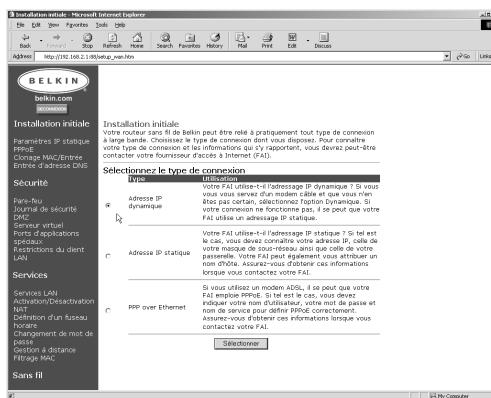 Installation initiale - Microsoft Internet Explorer
File Edit View Favorites Tools Help
Back Forward Stop Refresh Home Search Favorites History Mail Print Edit Discuss
Address http://192.168.2.1:88/setup_wan.htm Go Links
BELKIN
belkin.com
DECONNEXION
Installation initiale
Paramètres IP statique
PPPoE
Clonage MAC/Entrée
Entrée d'adresse DNS
Sécurité
Pare-feu
Journal de sécurité
DMZ
Serveur virtuel
Ports d'applications
spéciaux
Restrictions du client
LAN
Services
Services LAN
Activation/Désactivation
NAT
Définition d'un fuseau
horaire
Changement de mot de
passe
Gestion à distance
Filtrage MAC
Sans fil
Installation initiale
Votre routeur sans fil de Belkin peut être relié à pratiquement tout type de connexion
à large bande. Choisissez le type de connexion dont vous disposez. Pour connaître
votre type de connexion et les informations qui s'y rapportent, vous devrez peut-être
contacter votre fournisseur d'accès à Internet (FAI).
Sélectionnez le type de connexion
Type Utilisation
Adresse IP
dynamique
Votre FAI utilise-t-il l'adressage IP dynamique ? Si vous
vous vous servez d'un modem câble et que vous n'en
êtes pas certain, sélectionnez l'option Dynamic. Si
votre connexion ne fonctionne pas, il se peut que votre
FAI utilise un adressage IP statique.
Adresse IP statique
Votre FAI utilise-t-il l'adressage IP statique ? Si tel est
le cas, vous devez connaître votre adresse IP, celle de
votre masque de sous-réseau ainsi que celle de votre
passerelle. Votre FAI peut également vous attribuer un
nom d'hôte. Assurez-vous d'obtenir ces informations
lorsque vous contactez votre FAI.
PPP over Ethernet
Si vous utilisez un modem ADSL, il se peut que votre
FAI emploie PPPoE. Si tel est le cas, vous devez
indiquer votre nom d'utilisateur, votre mot de passe et
nom de service pour définir PPPoE correctement.
Assurez-vous d'obtenir ces informations lorsque vous
contactez votre FAI.
Sélectionner
My Computer